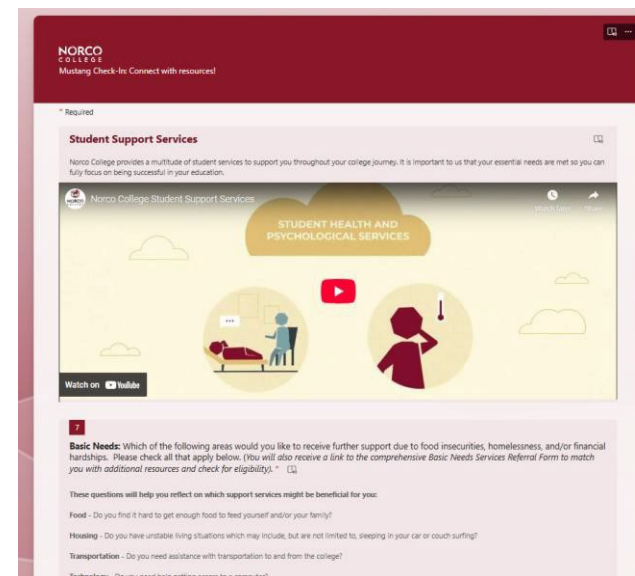 NORCO
COLLEGE
Mustang Check-In: Connect with resources!
* Required
Student Support Services
Norco College provides a multitude of student services to support you throughout your college journey. It is important to us that your essential needs are met so you can
fully focus on being successful in your education.
Norco College Student Support Services
Watch later
Share
STUDENT HEALTH AND
PSYCHOLOGICAL SERVICES
Watch on YouTube
7
Basic Needs: Which of the following areas would you like to receive further support due to food insecurities, homelessness, and/or financial
hardships. Please check all that apply below. (You will also receive a link to the comprehensive Basic Needs Services Referral Form to match
you with additional resources and check for eligibility). *
These questions will help you reflect on which support services might be beneficial for you:
Food - Do you find it hard to get enough food to feed yourself and/or your family?
Housing - Do you have unstable living situations which may include, but are not limited to, sleeping in your car or couch surfing?
Transportation - Do you need assistance with transportation to and from the college?
Technology - Do you need help getting access to a computer?